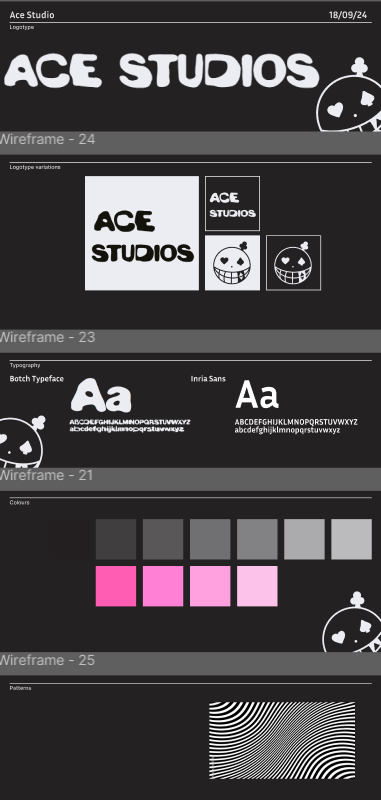 Ace Studio 18/09/24
Logotype
ACE STUDIOS
Wireframe - 24
Logotype variations
ACE
STUDIOS
ACE
STUDIOS
Wireframe - 23
Typography
Botch Typeface
Aa
ABCDEFGHIJKLMNOPQRSTUVWXYZ
abcdefghijklmnopqrstuvwxyz
Inria Sans
Aa
ABCDEFGHIJKLMNOPQRSTUVWXYZ
abcdefghijklmnopqrstuvwxyz
Wireframe - 21
Colours
Wireframe - 25
Patterns